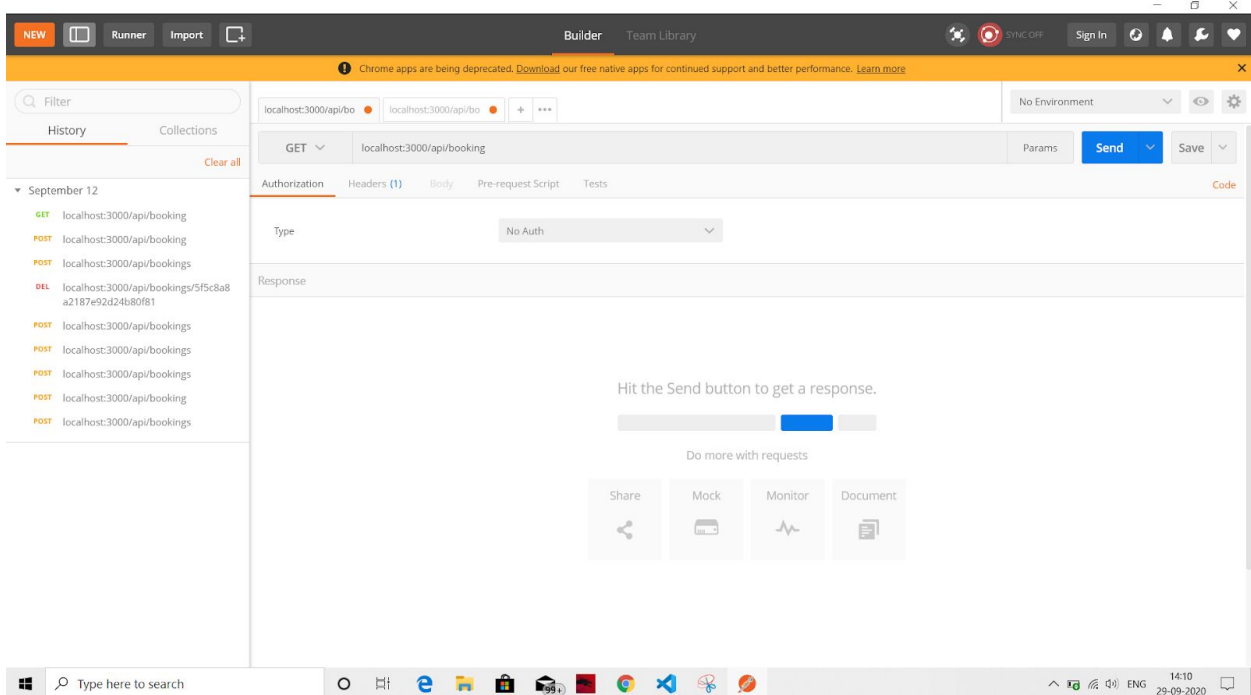 NEW Runner Import Builder Team Library SYNC OFF Sign In
Chrome apps are being deprecated. Download our free native apps for continued support and better performance. Learn more
Filter
History Collections
Clear all
September 12
GET localhost:3000/api/booking
POST localhost:3000/api/booking
POST localhost:3000/api/bookings
DEL localhost:3000/api/bookings/5f5c8a8
a2187e92d24b80f81
POST localhost:3000/api/bookings
POST localhost:3000/api/bookings
POST localhost:3000/api/bookings
POST localhost:3000/api/booking
POST localhost:3000/api/bookings
localhost:3000/api/bo localhost:3000/api/bo + ••• No Environment
GET localhost:3000/api/booking Params Send Save
Authorization Headers (1) Body Pre-request Script Tests Code
Type No Auth
Response
Hit the Send button to get a response.
Do more with requests
Share Mock Monitor Document
Type here to search 99+ ENG 14:10
29-09-2020